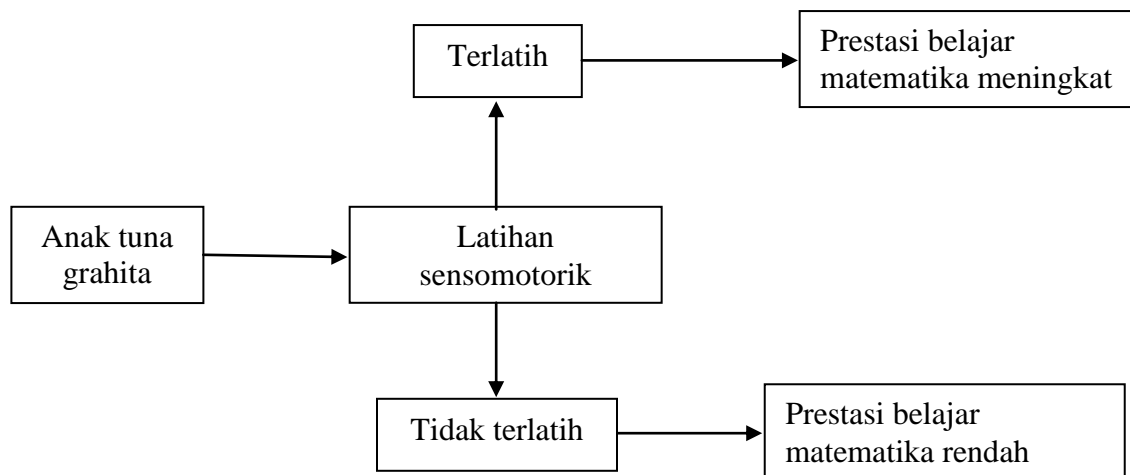 Terlatih
Prestasi belajar
matematika meningkat
Anak tuna
grahita
Latihan
sensomotorik
Tidak terlatih
Prestasi belajar
matematika rendah